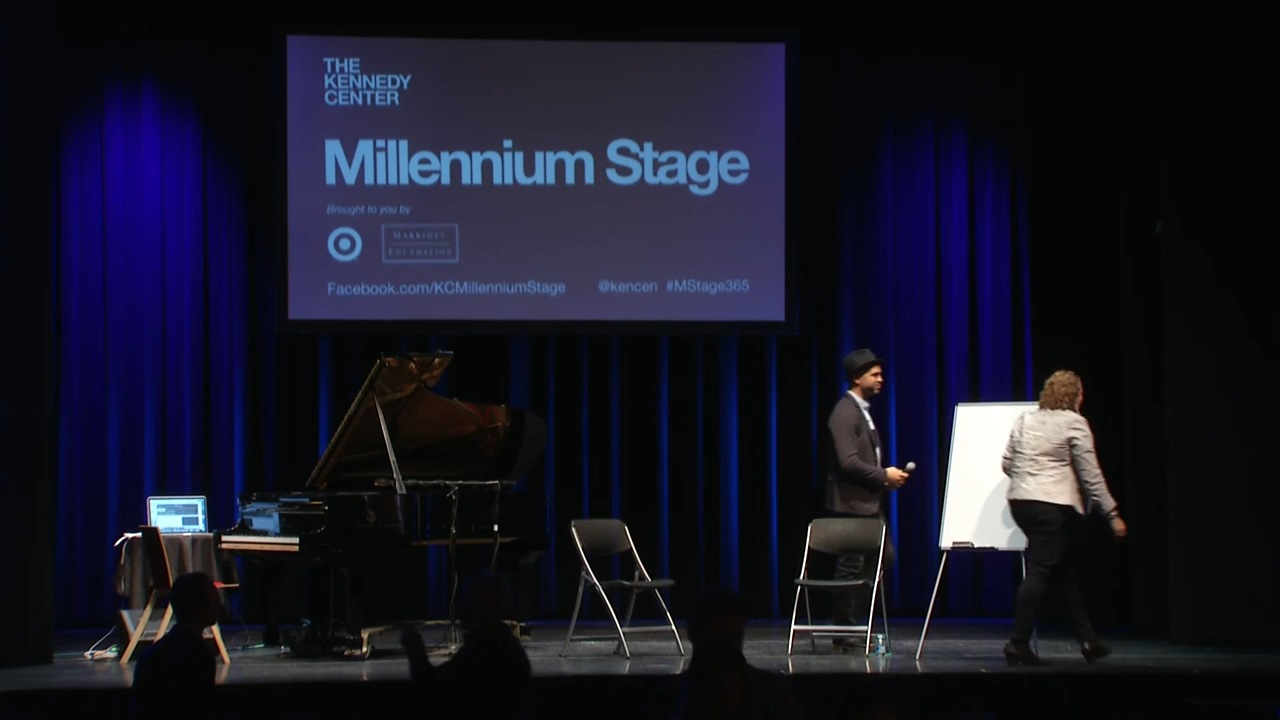 THE
KENNEDY
CENTER
Millennium Stage
Brought to you by
MARRIOTT
FOUNDATION
Facebook.com/KCMillenniumStage @kencen #MStage365